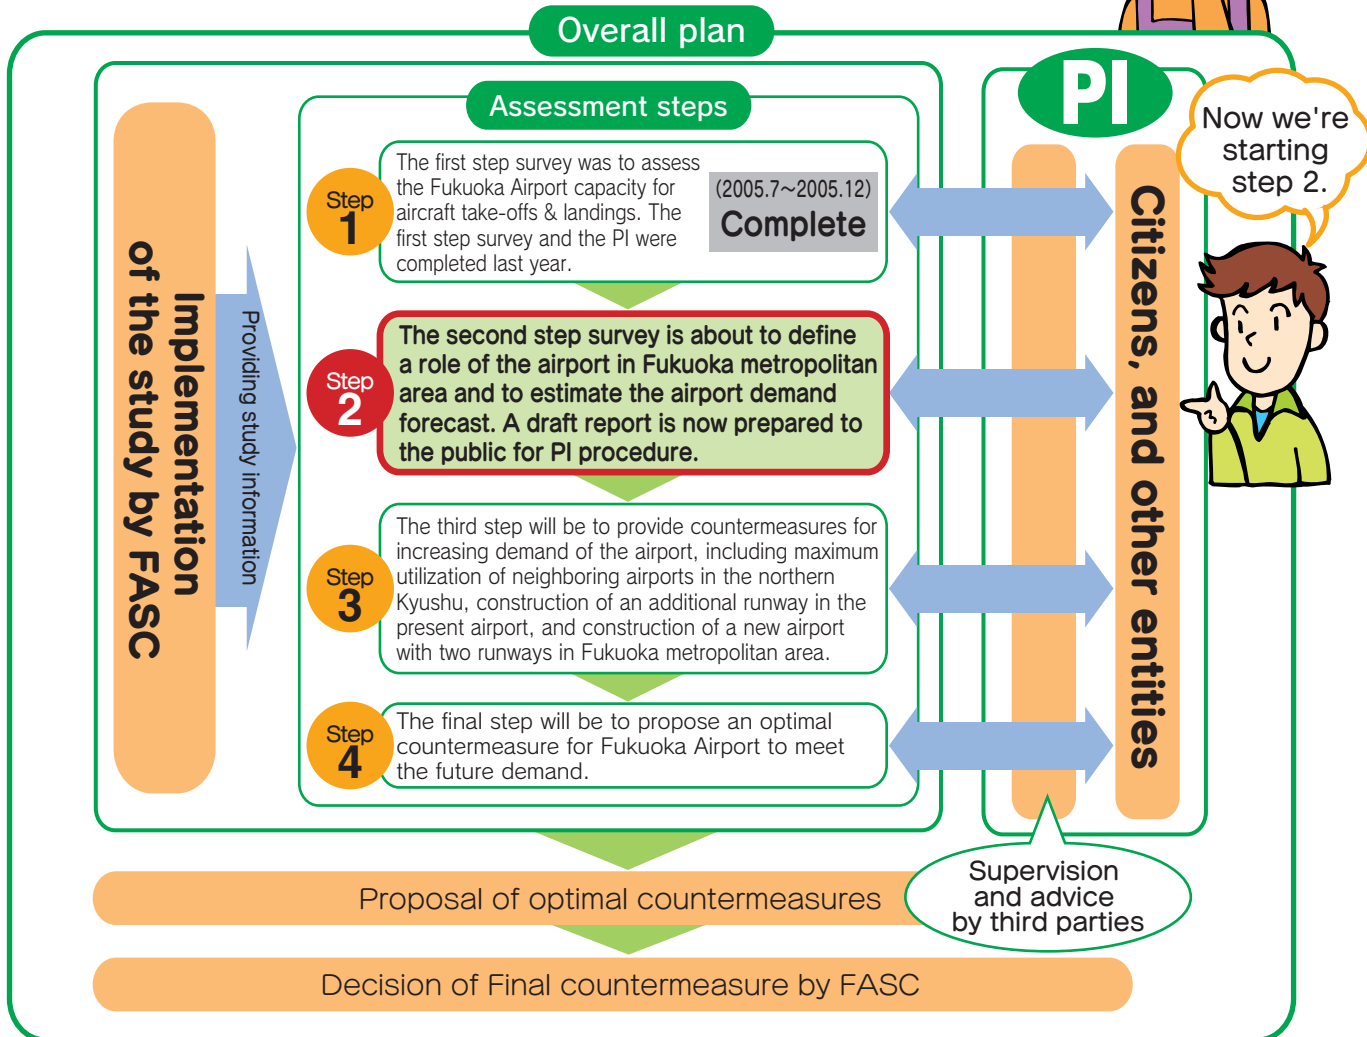 Overall plan
PI
Now we're
starting
step 2.
Assessment steps
Implementation
of the study by FASC
Providing study information
Step
1
The first step survey was to assess
the Fukuoka Airport capacity for
aircraft take-offs & landings. The
first step survey and the PI were
completed last year.
(2005.7～2005.12)
Complete
Step
2
The second step survey is about to define
a role of the airport in Fukuoka metropolitan
area and to estimate the airport demand
forecast. A draft report is now prepared to
the public for PI procedure.
Step
3
The third step will be to provide countermeasures for
increasing demand of the airport, including maximum
utilization of neighboring airports in the northern
Kyushu, construction of an additional runway in the
present airport, and construction of a new airport
with two runways in Fukuoka metropolitan area.
Step
4
The final step will be to propose an optimal
countermeasure for Fukuoka Airport to meet
the future demand.
Citizens, and other entities
Supervision
and advice
by third parties
Proposal of optimal countermeasures
Decision of Final countermeasure by FASC